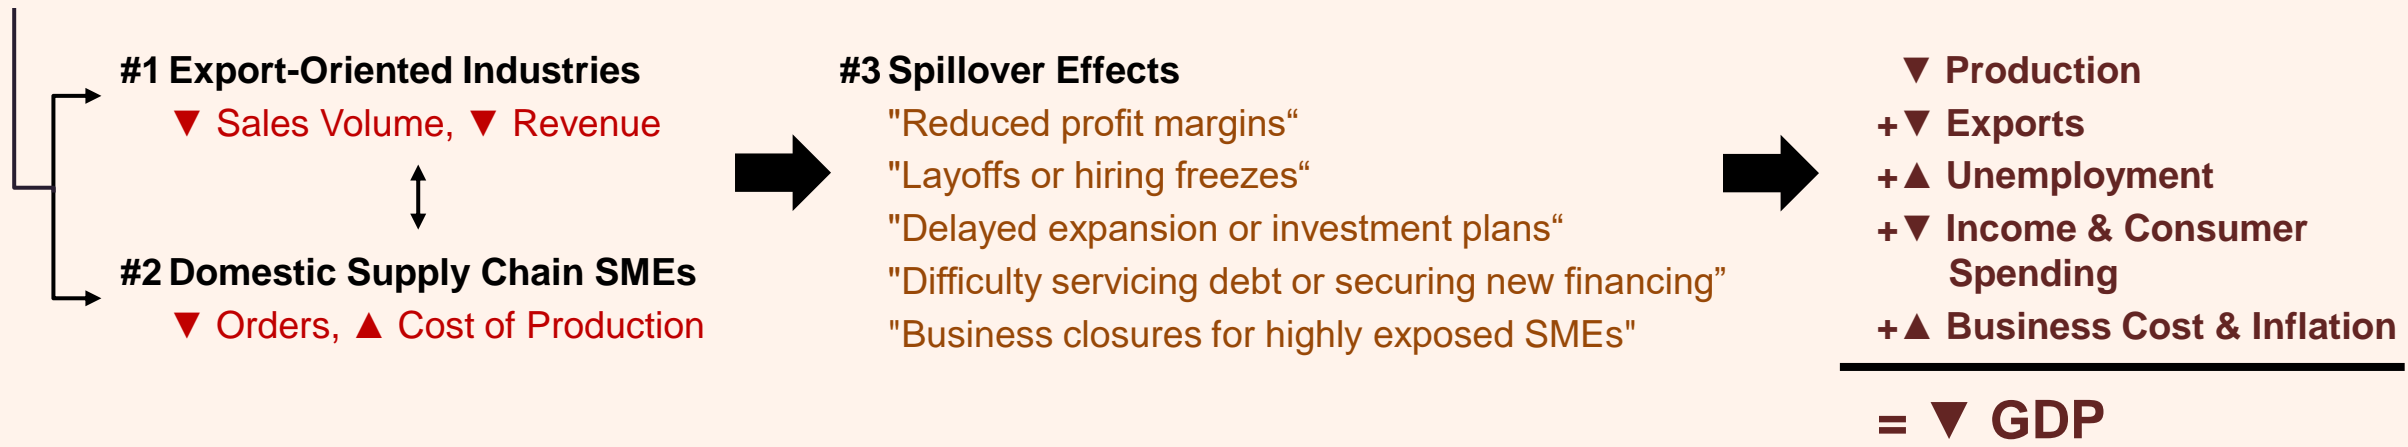 #1 Export-Oriented Industries
▼ Sales Volume, ▼ Revenue
#2 Domestic Supply Chain SMEs
▼ Orders, ▲ Cost of Production
#3 Spillover Effects
"Reduced profit margins“
"Layoffs or hiring freezes“
"Delayed expansion or investment plans“
"Difficulty servicing debt or securing new financing”
"Business closures for highly exposed SMEs"
▼ Production
+▼ Exports
+▲ Unemployment
+▼ Income & Consumer
Spending
+▲ Business Cost & Inflation
= ▼ GDP